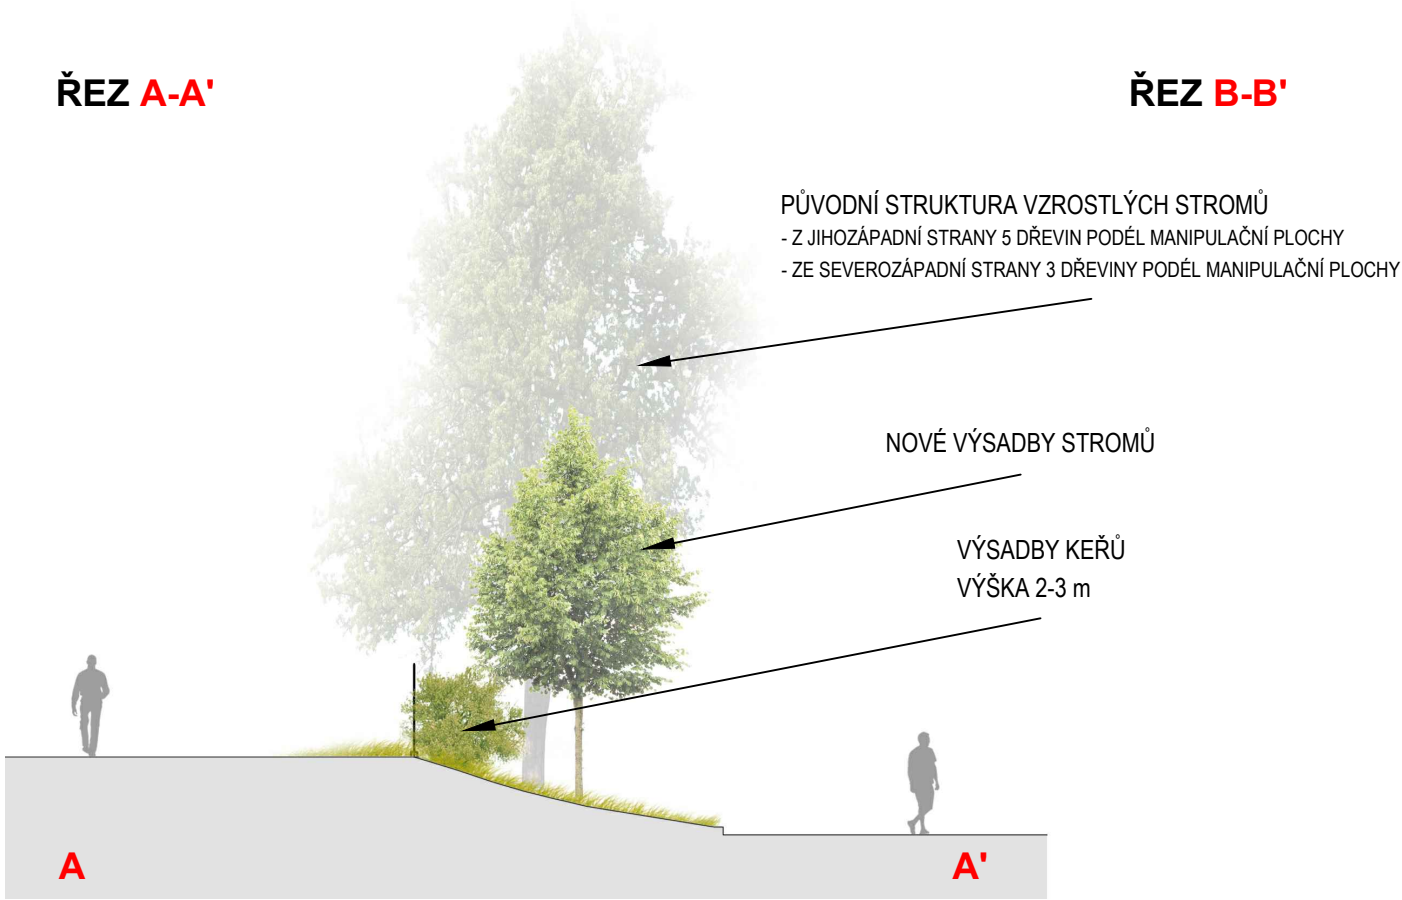 ŘEZ A-A'
ŘEZ B-B'
PŮVODNÍ STRUKTURA VZROSTLÝCH STROMŮ
- Z JIHOZÁPADNÍ STRANY 5 DŘEVIN PODÉL MANIPULAČNÍ PLOCHY
- ZE SEVEROZÁPADNÍ STRANY 3 DŘEVINY PODÉL MANIPULAČNÍ PLOCHY
NOVÉ VÝSADBY STROMŮ
VÝSADBY KEŘŮ
VÝŠKA 2-3 m
A
A'